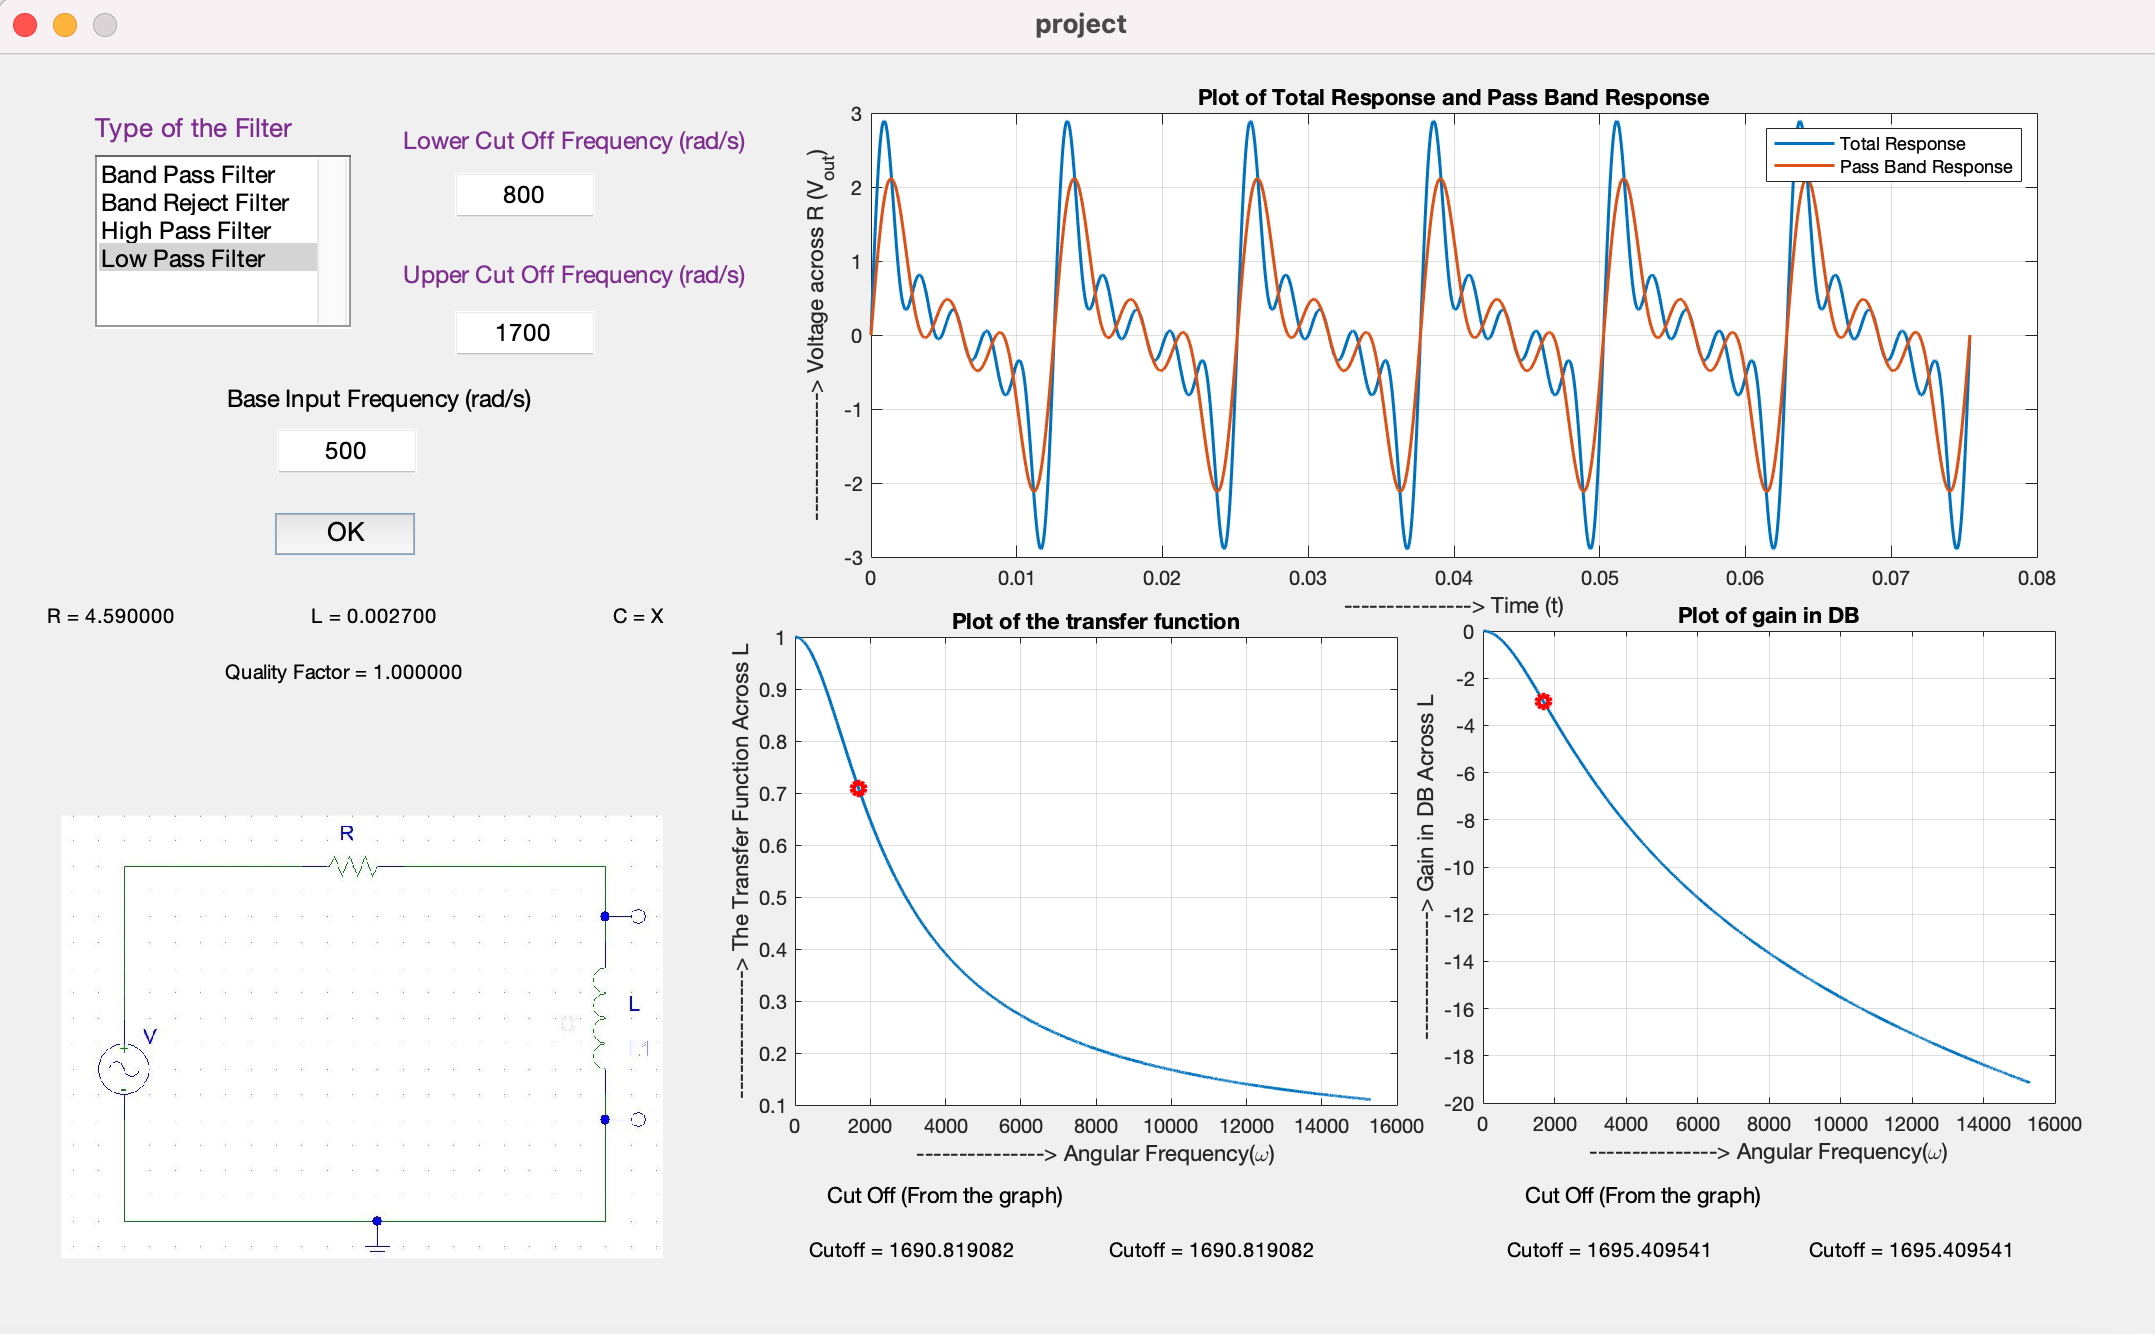 project
Type of the Filter
Band Pass Filter
Band Reject Filter
High Pass Filter
Low Pass Filter
Lower Cut Off Frequency (rad/s)
800
Upper Cut Off Frequency (rad/s)
1700
Base Input Frequency (rad/s)
500
OK
R = 4.590000
L = 0.002700
C = X
Quality Factor = 1.000000
R
V
L
Plot of Total Response and Pass Band Response
Total Response
Pass Band Response
--------------> Voltage across R (Vout)
3
2
1
0
-1
-2
-3
0 0.01 0.02 0.03 0.04 0.05 0.06 0.07 0.08
---------------> Time (t)
Plot of the transfer function
---------------> The Transfer Function Across L
1
0.9
0.8
0.7
0.6
0.5
0.4
0.3
0.2
0.1
0 2000 4000 6000 8000 10000 12000 14000 16000
---------------> Angular Frequency(ω)
Cut Off (From the graph)
Cutoff = 1690.819082
Cutoff = 1690.819082
Plot of gain in DB
---------------> Gain in DB Across L
0
-2
-4
-6
-8
-10
-12
-14
-16
-18
-20
0 2000 4000 6000 8000 10000 12000 14000 16000
---------------> Angular Frequency(ω)
Cut Off (From the graph)
Cutoff = 1695.409541
Cutoff = 1695.409541